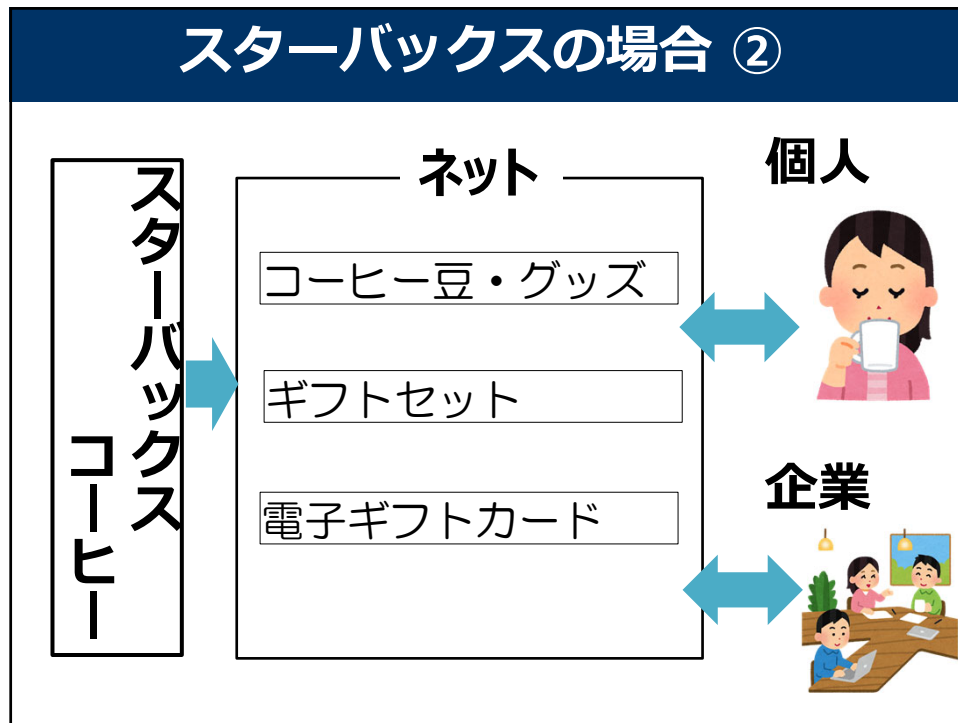 スターバックスの場合 ②
スターバックス
コーヒー
ネット
コーヒー豆・グッズ
ギフトセット
電子ギフトカード
個人
企業